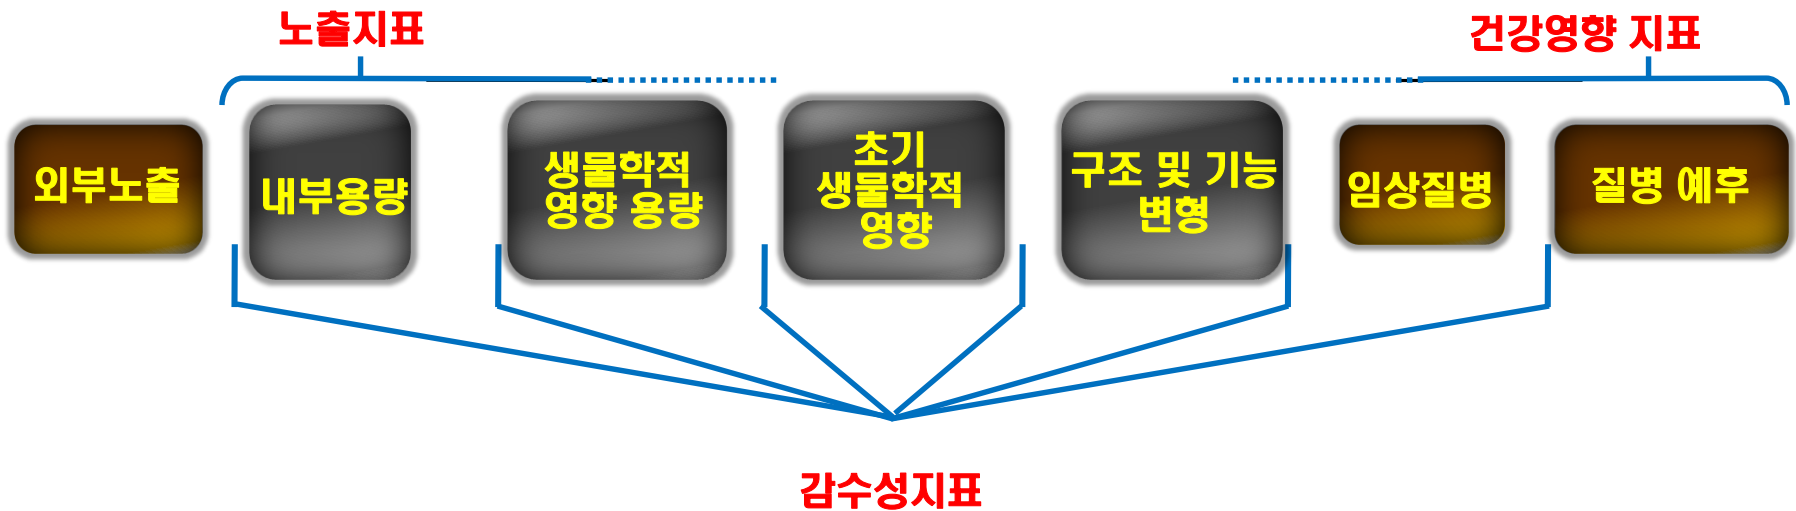 노출지표
건강영향 지표
외부노출
내부용량
생물학적
영향 용량
초기
생물학적
영향
구조 및 기능
변형
임상질병
질병 예후
감수성지표